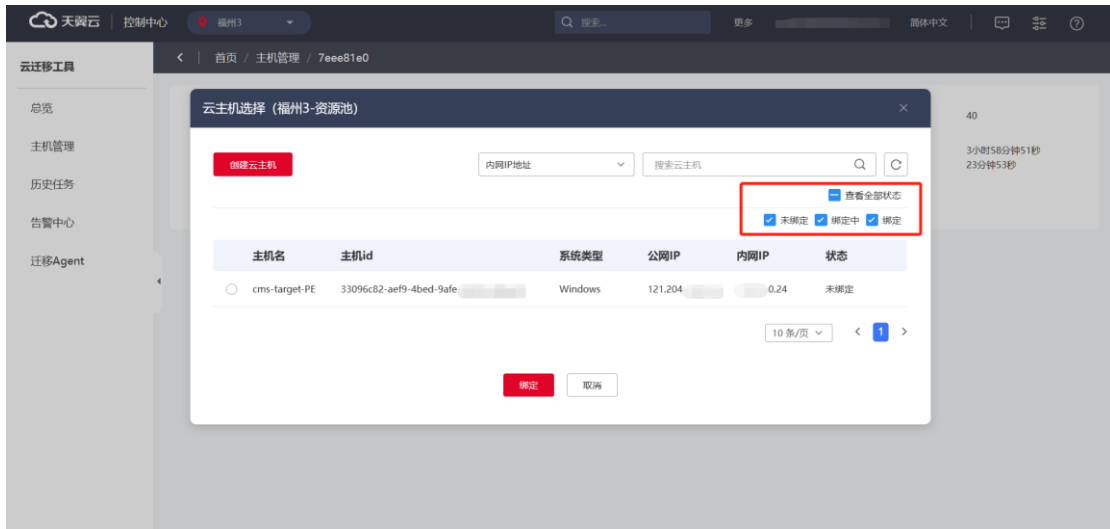 天翼云 控制中心 福州3 搜索... 更多 简体中文
云迁移工具
首页 / 主机管理 / 7eee81e0
总览
主机管理
历史任务
告警中心
迁移Agent
40
3小时58分钟51秒
23分钟53秒
云主机选择（福州3-资源池）
创建云主机 内网IP地址 搜索云主机
查看全部状态
未绑定 绑定中 绑定
主机名 主机id 系统类型 公网IP 内网IP 状态
cms-target-PE 33096c82-aef9-4bed-9afe Windows 121.204 0.24 未绑定
10 条/页 1
绑定 取消